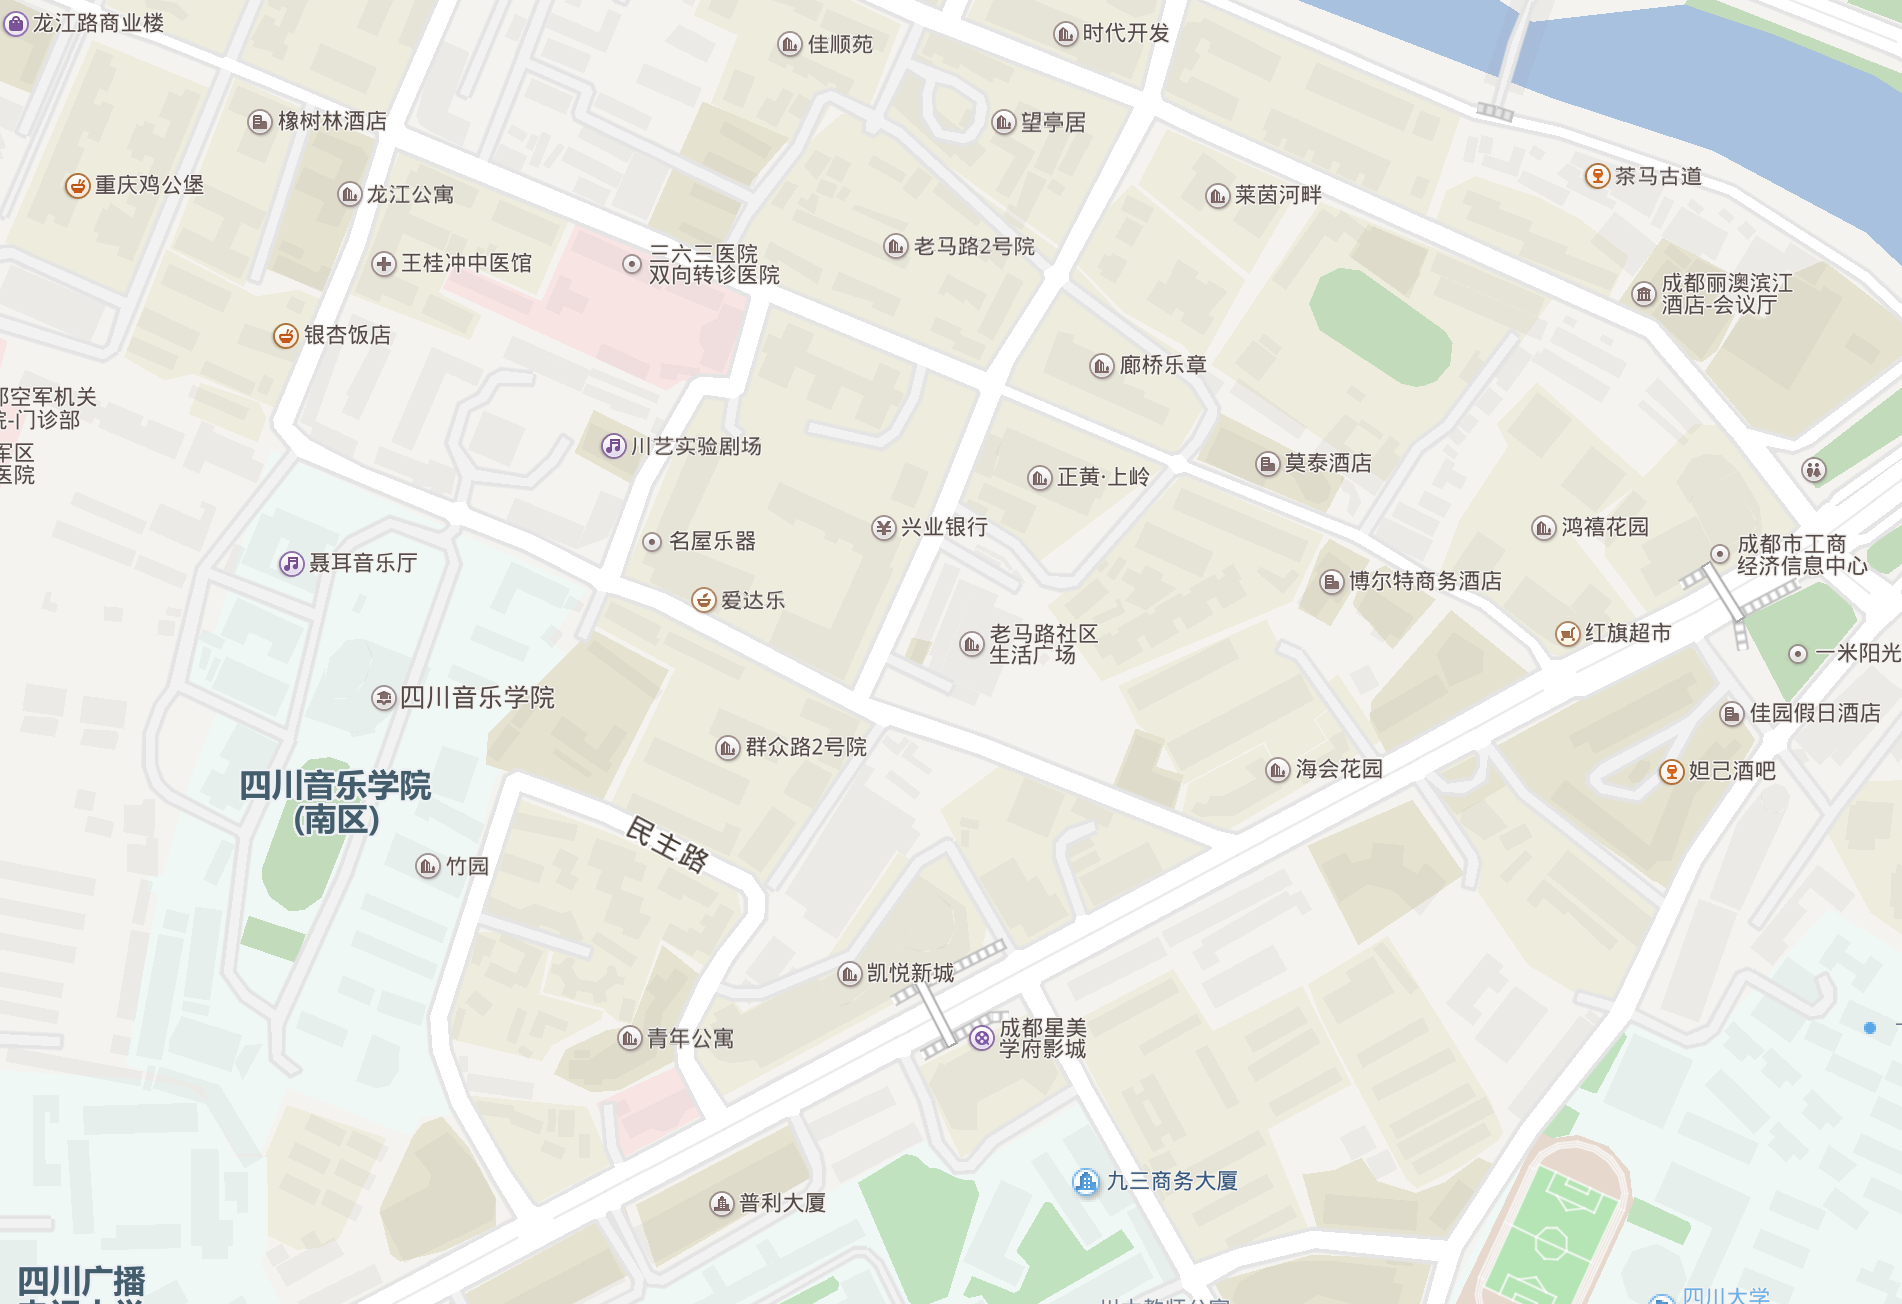 龙江路商业楼
佳顺苑
时代开发
橡树林酒店
望亭居
重庆鸡公堡
龙江公寓
茶马古道
莱茵河畔
王桂冲中医馆
三六三医院
双向转诊医院
老马路2号院
成都丽澳滨江
酒店-会议厅
银杏饭店
廊桥乐章
空军机关
-门诊部
军区
医院
川艺实验剧场
正黄·上岭
莫泰酒店
名屋乐器
兴业银行
鸿禧花园
成都市工商
经济信息中心
聂耳音乐厅
爱达乐
博尔特商务酒店
老马路社区
生活广场
红旗超市
一米阳光
四川音乐学院
佳园假日酒店
群众路2号院
海会花园
妲己酒吧
四川音乐学院
(南区)
民主路
竹园
凯悦新城
青年公寓
成都星美
学府影城
九三商务大厦
普利大厦
四川广播
四川大学